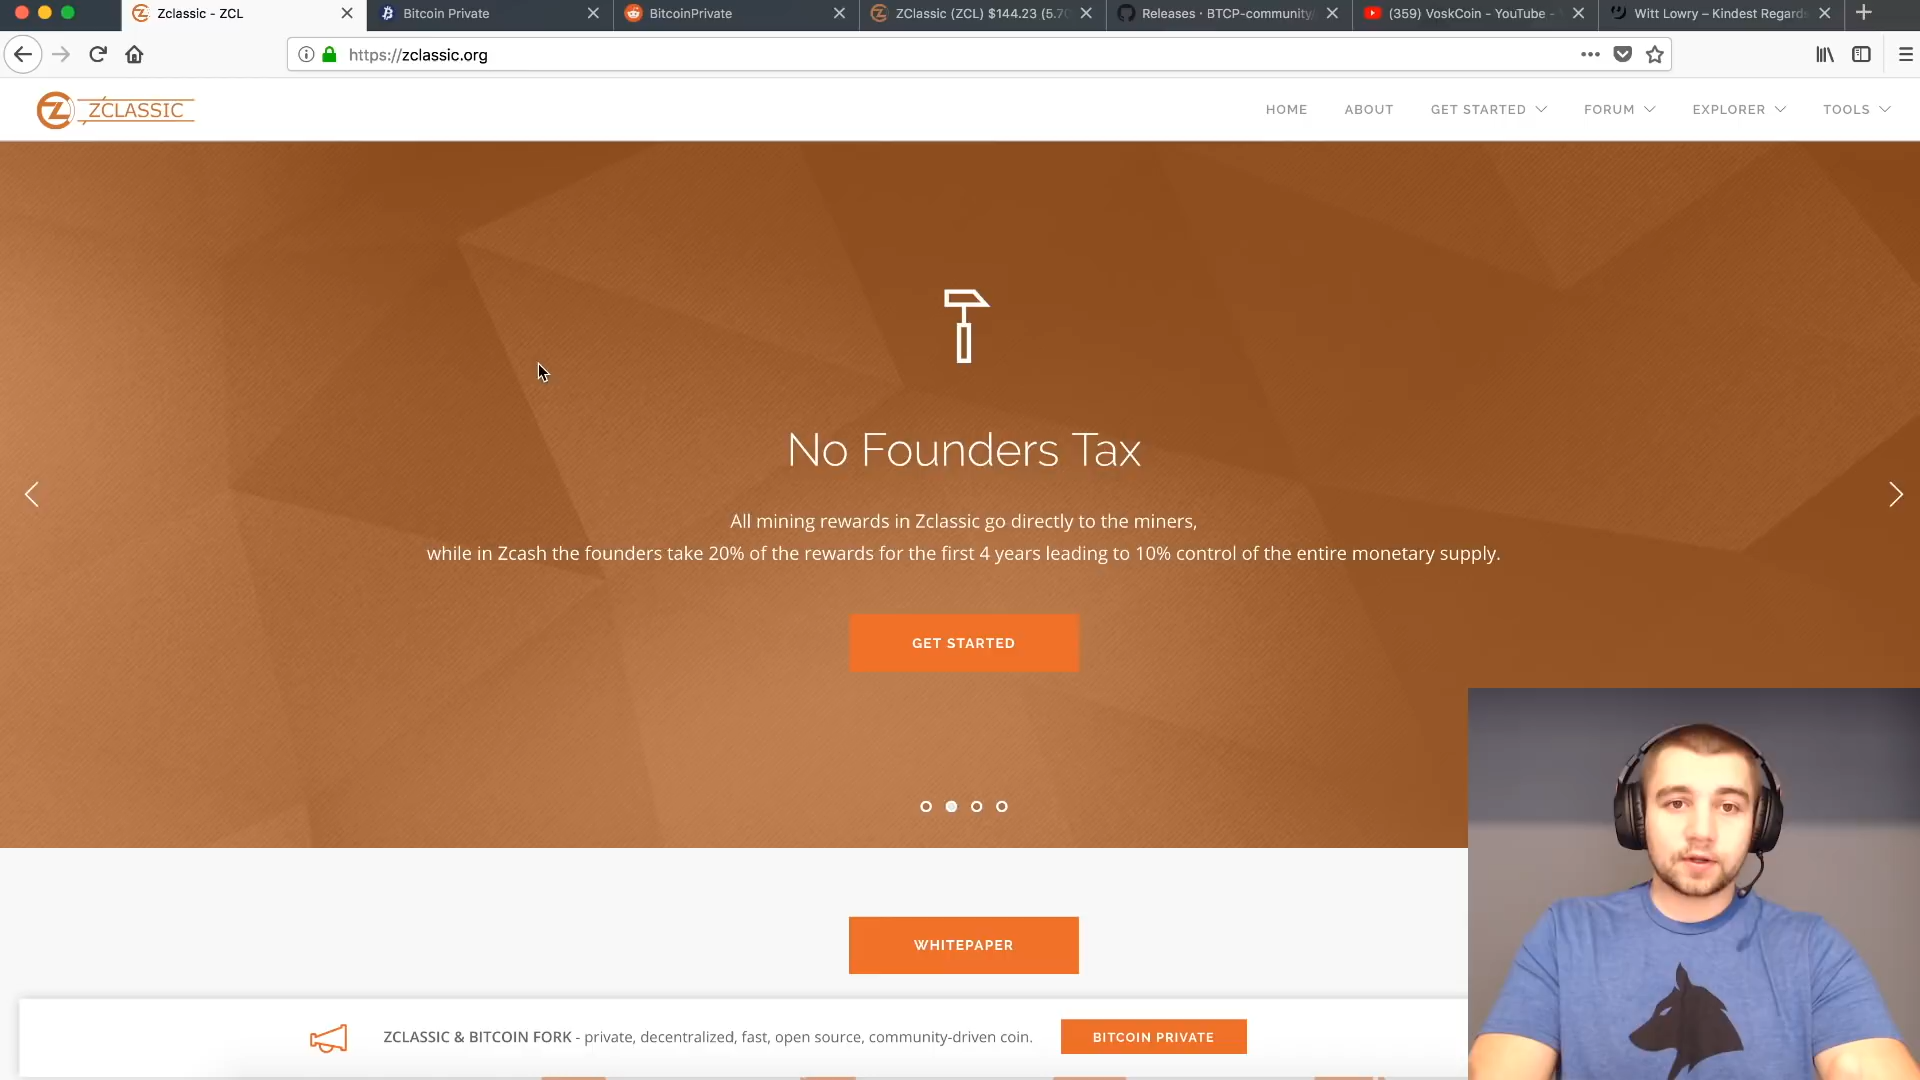 Zclassic - ZCL
Bitcoin Private
BitcoinPrivate
ZClassic (ZCL) $144.23 (5.70
Releases · BTCP-community/
(359) VoskCoin - YouTube -
Witt Lowry – Kindest Regards
https://zclassic.org
ZCLASSIC
HOME
ABOUT
GET STARTED
FORUM
EXPLORER
TOOLS
No Founders Tax
All mining rewards in Zclassic go directly to the miners,
while in Zcash the founders take 20% of the rewards for the first 4 years leading to 10% control of the entire monetary supply.
GET STARTED
WHITEPAPER
ZCLASSIC & BITCOIN FORK - private, decentralized, fast, open source, community-driven coin.
BITCOIN PRIVATE